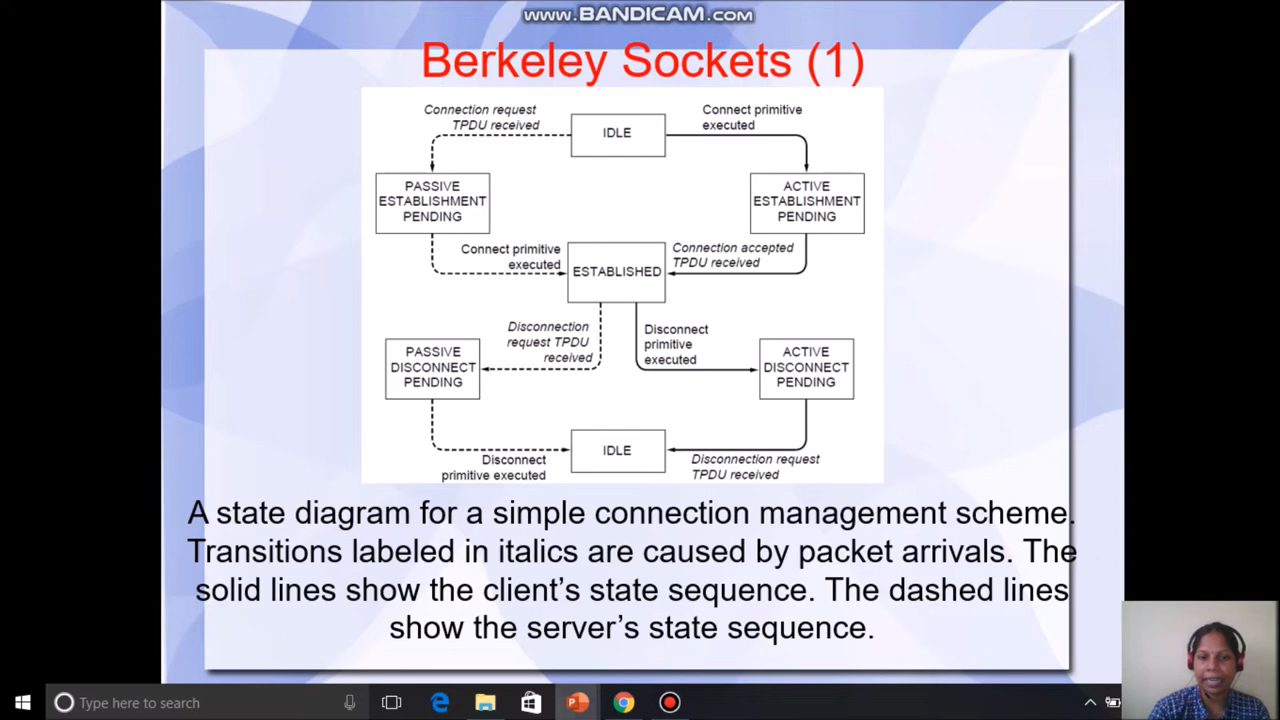 www.BANDICAM.com
Berkeley Sockets (1)
Connection request
TPDU received
IDLE
Connect primitive
executed
PASSIVE
ESTABLISHMENT
PENDING
ACTIVE
ESTABLISHMENT
PENDING
Connect primitive
executed
ESTABLISHED
Connection accepted
TPDU received
Disconnection
request TPDU
received
Disconnect
primitive
executed
PASSIVE
DISCONNECT
PENDING
ACTIVE
DISCONNECT
PENDING
Disconnect
primitive executed
IDLE
Disconnection request
TPDU received
A state diagram for a simple connection management scheme.
Transitions labeled in italics are caused by packet arrivals. The
solid lines show the client’s state sequence. The dashed lines
show the server’s state sequence.
Type here to search